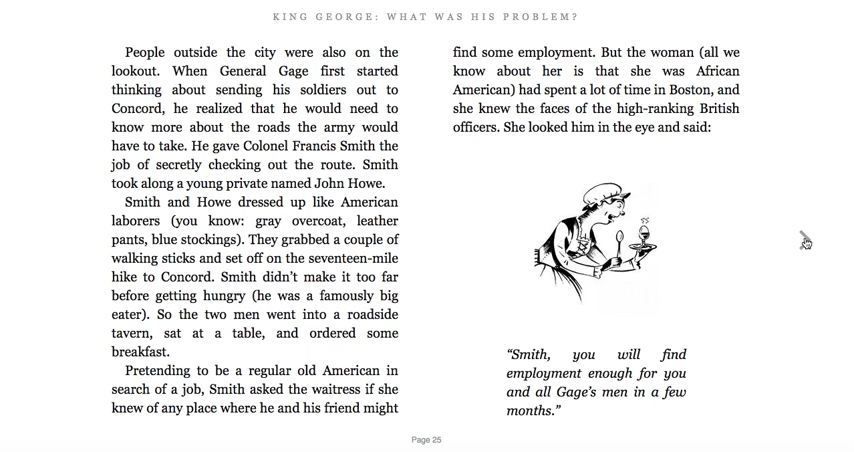 KING GEORGE: WHAT WAS HIS PROBLEM?
People outside the city were also on the
lookout. When General Gage first started
thinking about sending his soldiers out to
Concord, he realized that he would need to
know more about the roads the army would
have to take. He gave Colonel Francis Smith the
job of secretly checking out the route. Smith
took along a young private named John Howe.
Smith and Howe dressed up like American
laborers (you know: gray overcoat, leather
pants, blue stockings). They grabbed a couple of
walking sticks and set off on the seventeen-mile
hike to Concord. Smith didn’t make it too far
before getting hungry (he was a famously big
eater). So the two men went into a roadside
tavern, sat at a table, and ordered some
breakfast.
Pretending to be a regular old American in
search of a job, Smith asked the waitress if she
knew of any place where he and his friend might
find some employment. But the woman (all we
know about her is that she was African
American) had spent a lot of time in Boston, and
she knew the faces of the high-ranking British
officers. She looked him in the eye and said:
“Smith, you will find
employment enough for you
and all Gage’s men in a few
months.”
Page 25